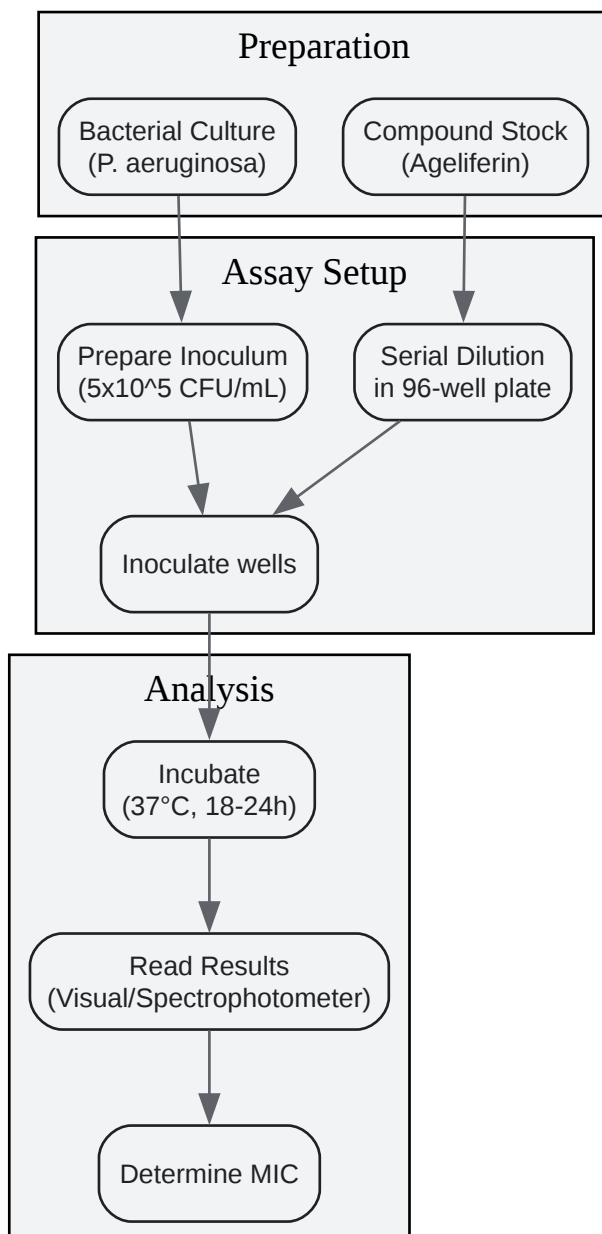 Preparation
Bacterial Culture
(P. aeruginosa)
Compound Stock
(Ageliferin)
Assay Setup
Prepare Inoculum
(5x10^5 CFU/mL)
Serial Dilution
in 96-well plate
Inoculate wells
Analysis
Incubate
(37°C, 18-24h)
Read Results
(Visual/Spectrophotometer)
Determine MIC